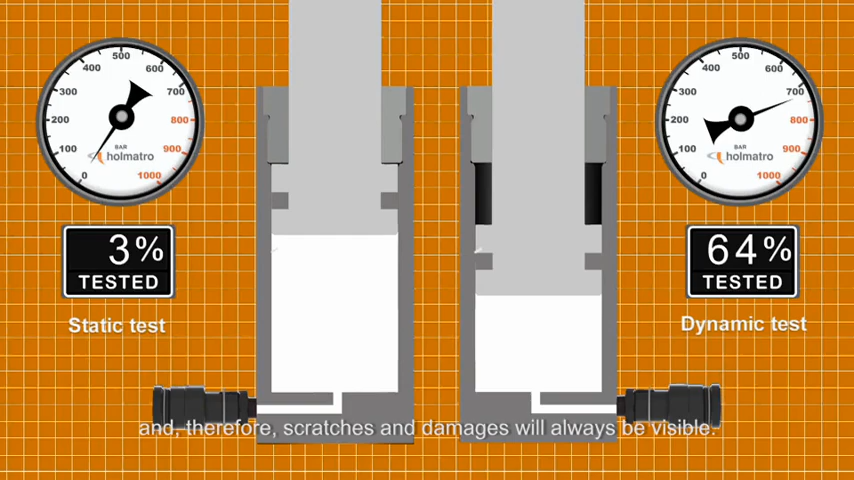 500
400
600
300
700
200
800
100
900
0
1000
BAR
holmatro
3%
TESTED
Static test
500
400
600
300
700
200
800
100
900
0
1000
BAR
holmatro
64%
TESTED
Dynamic test
and, therefore, scratches and damages will always be visible.